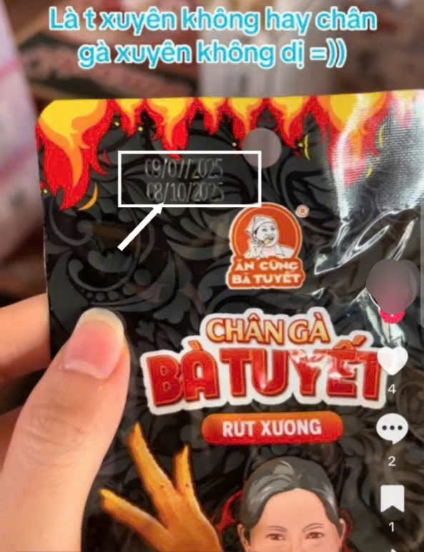 Là t xuyên không hay chân
gà xuyên không dị =))
09/07/2025
08/10/2025
®
ĂN CÙNG
BÀ TUYẾT
CHÂN GÀ
BÀ TUYẾT
RÚT XƯƠNG
4
2
1